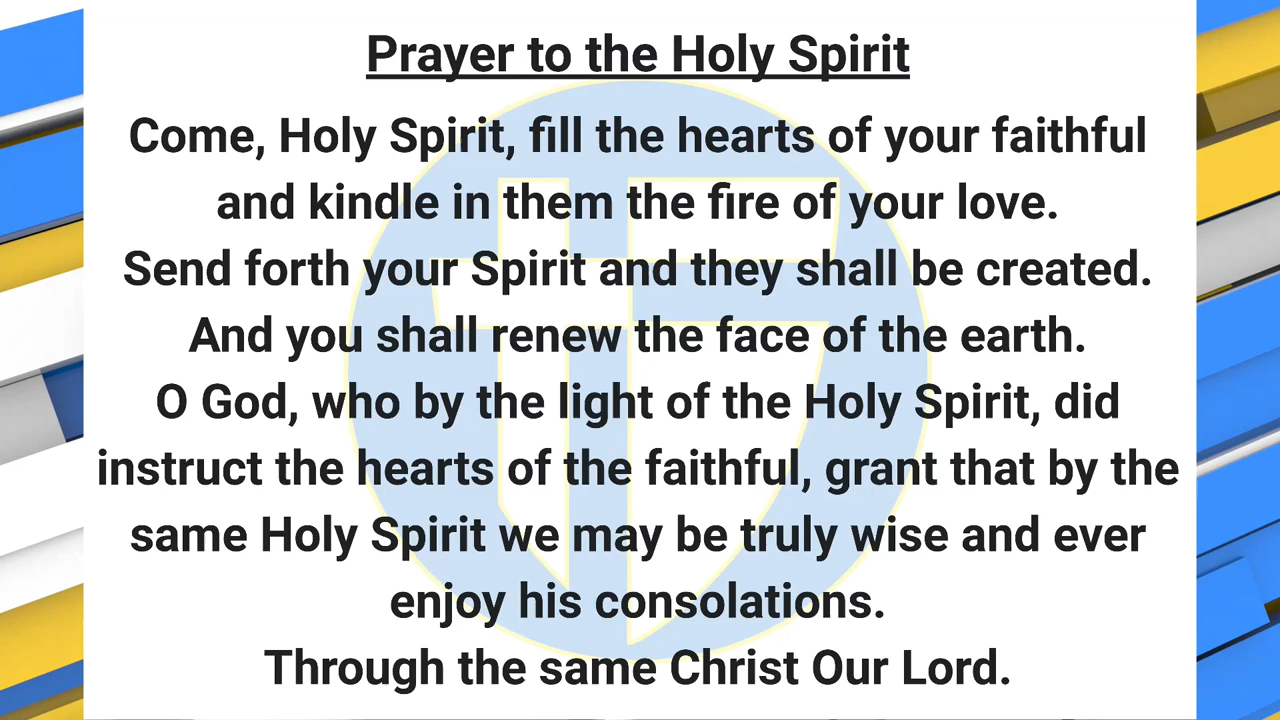 Prayer to the Holy Spirit
Come, Holy Spirit, fill the hearts of your faithful
and kindle in them the fire of your love.
Send forth your Spirit and they shall be created.
And you shall renew the face of the earth.
O God, who by the light of the Holy Spirit, did
instruct the hearts of the faithful, grant that by the
same Holy Spirit we may be truly wise and ever
enjoy his consolations.
Through the same Christ Our Lord.